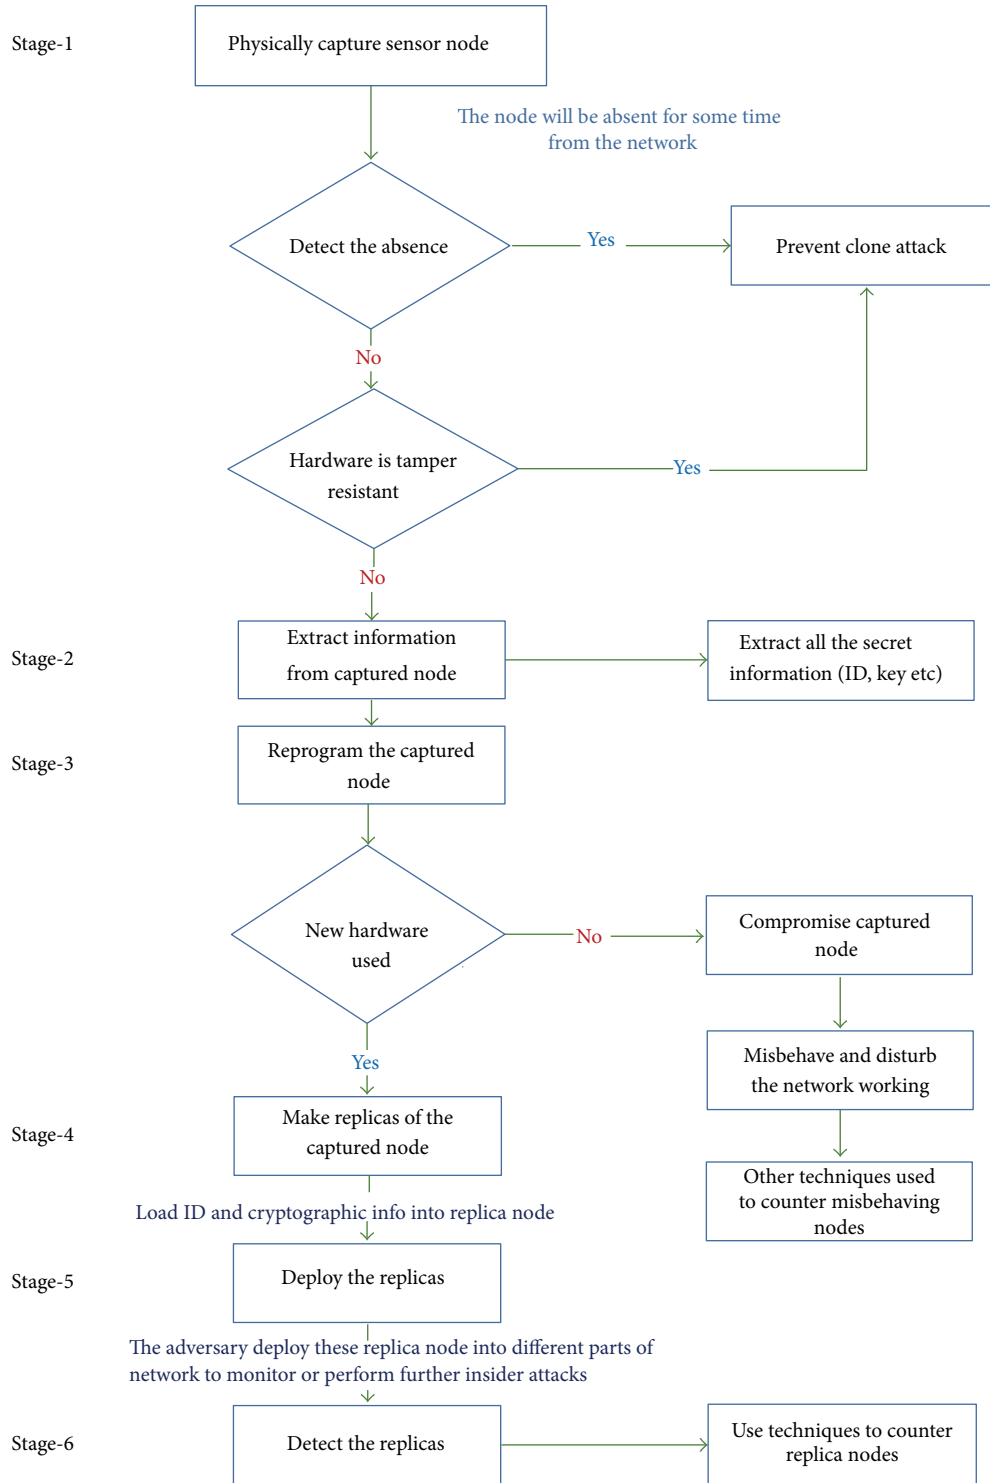 Stage-1
Physically capture sensor node
The node will be absent for some time
from the network
Detect the absence
Yes
Prevent clone attack
No
Hardware is tamper
resistant
Yes
No
Stage-2
Extract information
from captured node
Extract all the secret
information (ID, key etc)
Stage-3
Reprogram the captured
node
New hardware
used
No
Compromise captured
node
Yes
Misbehave and disturb
the network working
Stage-4
Make replicas of the
captured node
Other techniques used
to counter misbehaving
nodes
Load ID and cryptographic info into replica node
Stage-5
Deploy the replicas
The adversary deploy these replica node into different parts of
network to monitor or perform further insider attacks
Stage-6
Detect the replicas
Use techniques to counter
replica nodes